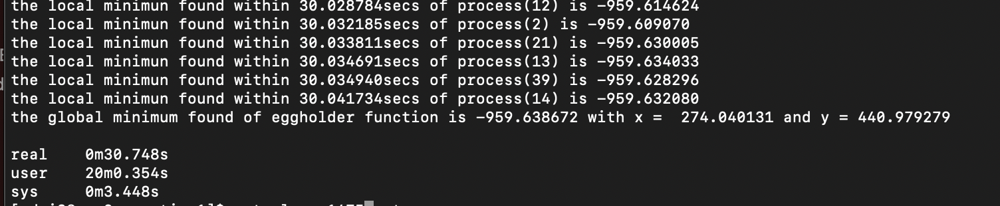 the local minimun found within 30.028784secs of process(12) is -959.614624
the local minimun found within 30.032185secs of process(2) is -959.609070
the local minimun found within 30.033811secs of process(21) is -959.630005
the local minimun found within 30.034691secs of process(13) is -959.634033
the local minimun found within 30.034940secs of process(39) is -959.628296
the local minimun found within 30.041734secs of process(14) is -959.632080
the global minimum found of eggholder function is -959.638672 with x =  274.040131 and y = 440.979279
real    0m30.748s
user    20m0.354s
sys     0m3.448s